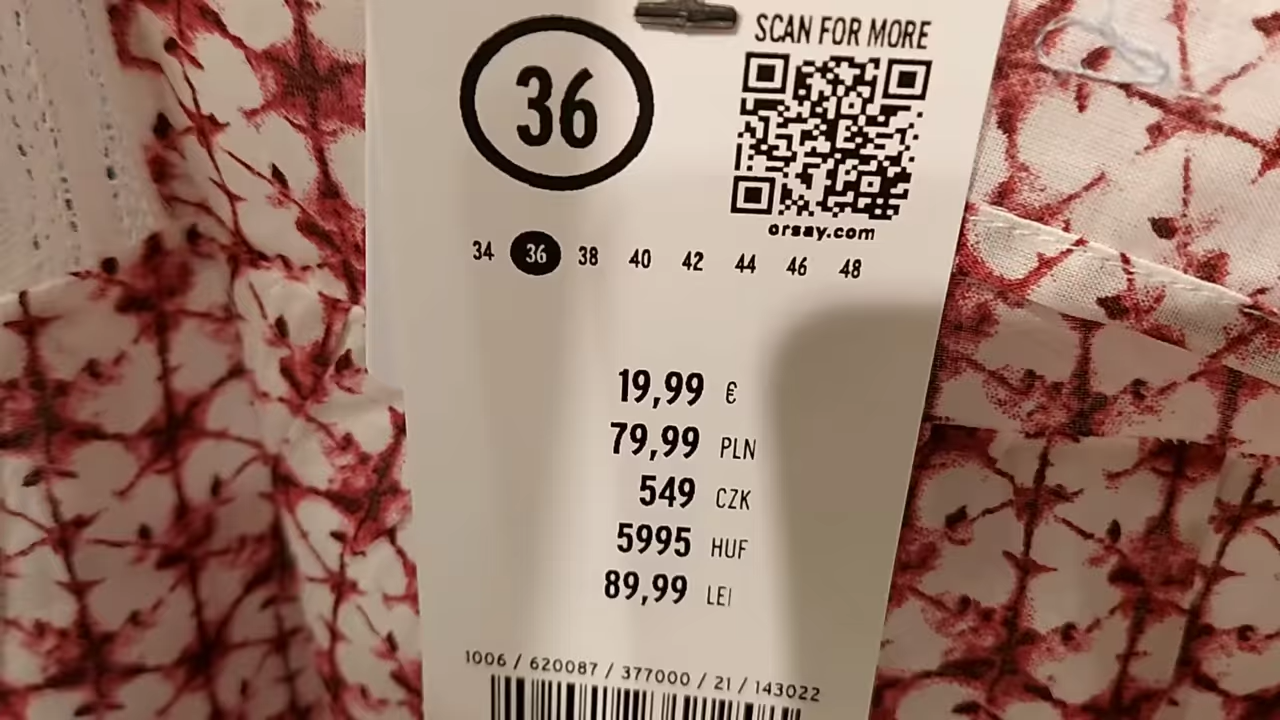 36
SCAN FOR MORE
orsay.com
34 36 38 40 42 44 46 48
19,99 €
79,99 PLN
549 CZK
5995 HUF
89,99 LEI
1006 / 620087 / 377000 / 21 / 143022